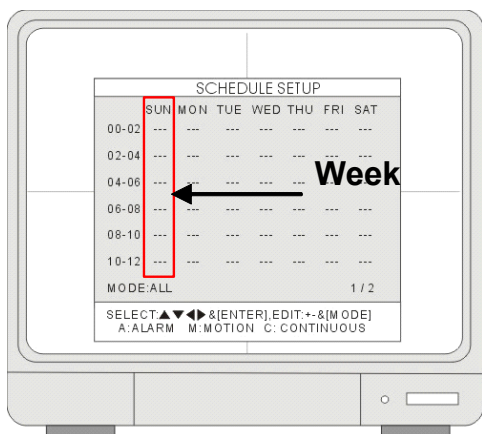 SCHEDULE SETUP
SUN MON TUE WED THU FRI SAT
00-02 --- --- --- --- --- --- ---
02-04 --- --- --- --- --- --- ---
04-06 --- --- --- --- --- --- ---
Week
06-08 --- --- --- --- --- --- ---
08-10 --- --- --- --- --- --- ---
10-12 --- --- --- --- --- --- ---
MODE:ALL 1/2
SELECT:▲▼◀▶&[ENTER],EDIT:+-&[MODE]
A:ALARM M:MOTION C:CONTINUOUS